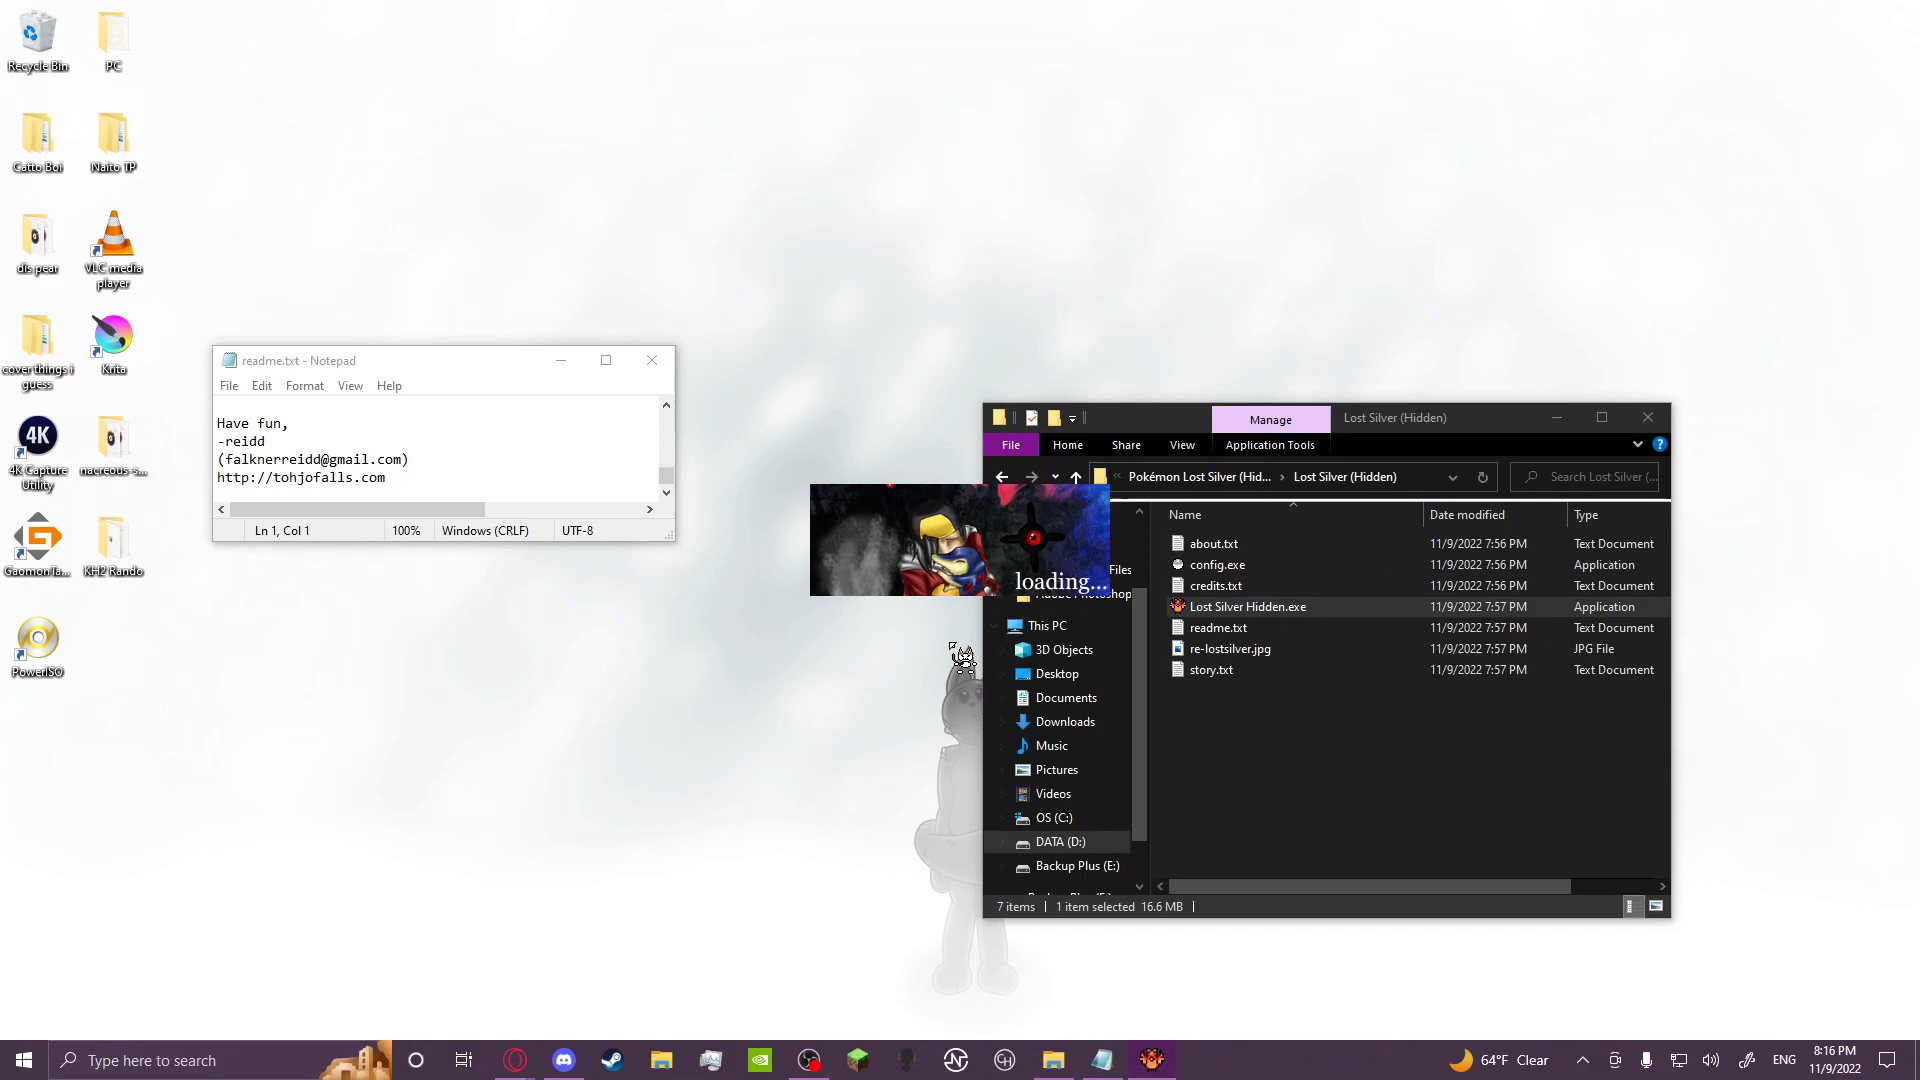 Recycle Bin
PC
Catto Boi
Naito TP
dis pear
VLC media
player
cover things i
guess
Krita
4K
4K Capture
Utility
nacreous-s...
GaomonTa...
KH2 Rando
PowerISO
readme.txt - Notepad
File Edit Format View Help
Have fun,
-reidd
(falknerreidd@gmail.com)
http://tohjofalls.com
Ln 1, Col 1 100% Windows (CRLF) UTF-8
loading...
Manage Lost Silver (Hidden)
File Home Share View Application Tools
Pokémon Lost Silver (Hid... Lost Silver (Hidden) Search Lost Silver (...
Name Date modified Type
about.txt 11/9/2022 7:56 PM Text Document
config.exe 11/9/2022 7:56 PM Application
credits.txt 11/9/2022 7:56 PM Text Document
Lost Silver Hidden.exe 11/9/2022 7:57 PM Application
readme.txt 11/9/2022 7:57 PM Text Document
re-lostsilver.jpg 11/9/2022 7:57 PM JPG File
story.txt 11/9/2022 7:57 PM Text Document
Files
Adobe Photoshop
This PC
3D Objects
Desktop
Documents
Downloads
Music
Pictures
Videos
OS (C:)
DATA (D:)
Backup Plus (E:)
7 items 1 item selected 16.6 MB
Type here to search
64°F Clear
ENG
8:16 PM
11/9/2022